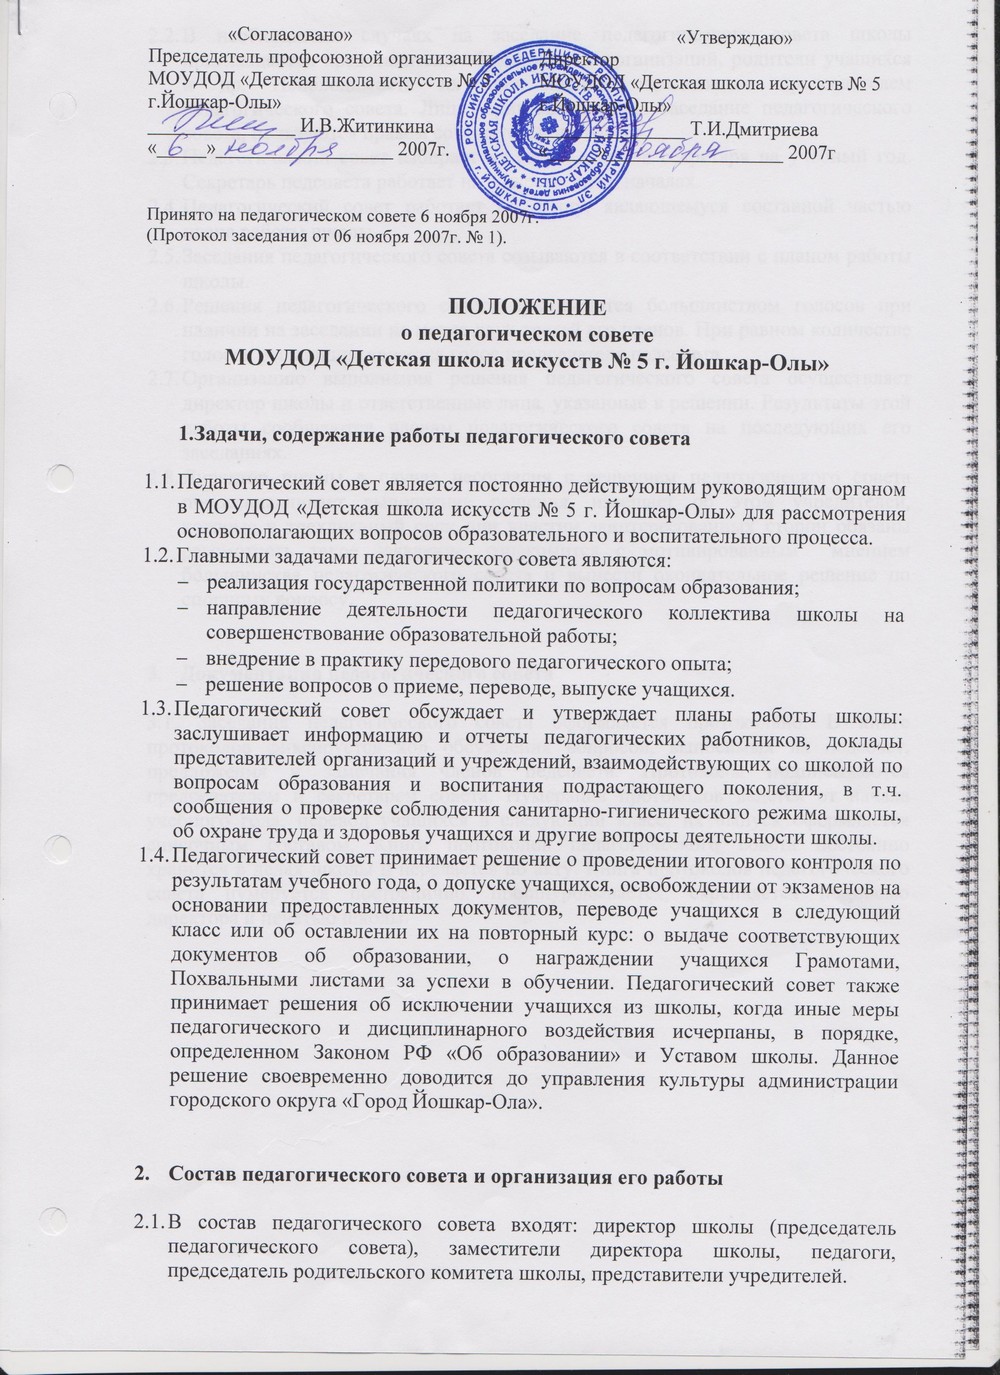 «Согласовано»
Председатель профсоюзной организации
МОУДОД «Детская школа искусств № 5
г.Йошкар-Олы»
И.В.Житинкина
«6» ноября 2007г.
«Утверждаю»
Директор
МОУДОД «Детская школа искусств № 5
г.Йошкар-Олы»
Т.И.Дмитриева
ноября 2007г
РОССИЙСКАЯ ФЕДЕРАЦИЯ * РЕСПУБЛИКА МАРИЙ ЭЛ * Г. ЙОШКАР-ОЛА
Принято на педагогическом совете 6 ноября 2007г.
(Протокол заседания от 06 ноября 2007г. № 1).
ПОЛОЖЕНИЕ
о педагогическом совете
МОУДОД «Детская школа искусств № 5 г. Йошкар-Олы»
1.Задачи, содержание работы педагогического совета
1.1. Педагогический совет является постоянно действующим руководящим органом
в МОУДОД «Детская школа искусств № 5 г. Йошкар-Олы» для рассмотрения
основополагающих вопросов образовательного и воспитательного процесса.
1.2. Главными задачами педагогического совета являются:
– реализация государственной политики по вопросам образования;
– направление деятельности педагогического коллектива школы на
совершенствование образовательной работы;
– внедрение в практику передового педагогического опыта;
– решение вопросов о приеме, переводе, выпуске учащихся.
1.3. Педагогический совет обсуждает и утверждает планы работы школы:
заслушивает информацию и отчеты педагогических работников, доклады
представителей организаций и учреждений, взаимодействующих со школой по
вопросам образования и воспитания подрастающего поколения, в т.ч.
сообщения о проверке соблюдения санитарно-гигиенического режима школы,
об охране труда и здоровья учащихся и другие вопросы деятельности школы.
1.4. Педагогический совет принимает решение о проведении итогового контроля по
результатам учебного года, о допуске учащихся, освобождении от экзаменов на
основании предоставленных документов, переводе учащихся в следующий
класс или об оставлении их на повторный курс: о выдаче соответствующих
документов об образовании, о награждении учащихся Грамотами,
Похвальными листами за успехи в обучении. Педагогический совет также
принимает решения об исключении учащихся из школы, когда иные меры
педагогического и дисциплинарного воздействия исчерпаны, в порядке,
определенном Законом РФ «Об образовании» и Уставом школы. Данное
решение своевременно доводится до управления культуры администрации
городского округа «Город Йошкар-Ола».
2. Состав педагогического совета и организация его работы
2.1. В состав педагогического совета входят: директор школы (председатель
педагогического совета), заместители директора школы, педагоги,
председатель родительского комитета школы, представители учредителей.